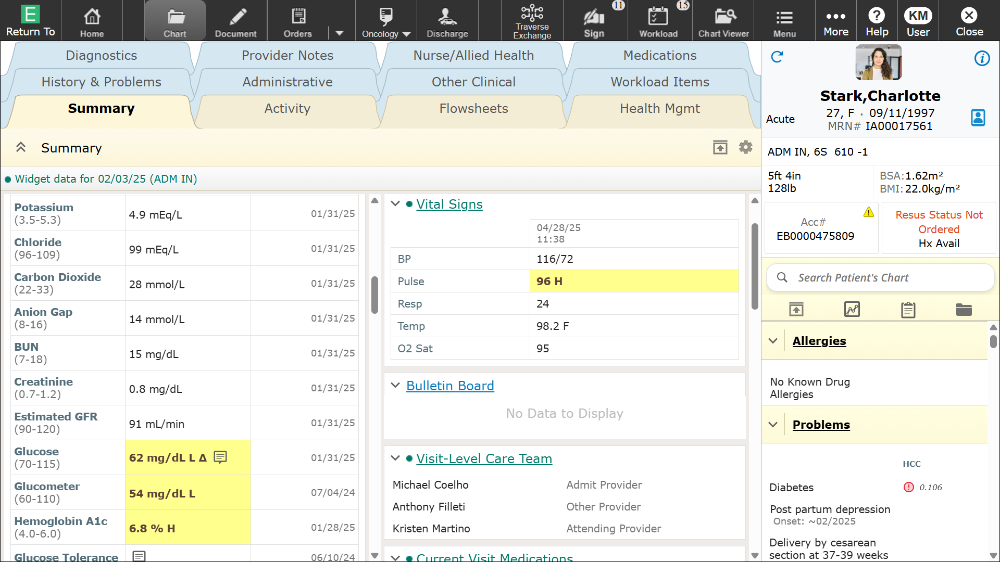 E
Return To
Home
Chart
Document
Orders
Oncology
Discharge
Traverse
Exchange
11
Sign
15
Workload
Chart Viewer
Menu
More
?
Help
KM
User
Close
Diagnostics
Provider Notes
Nurse/Allied Health
Medications
History & Problems
Administrative
Other Clinical
Workload Items
Summary
Activity
Flowsheets
Health Mgmt
Summary
Widget data for 02/03/25 (ADM IN)
Potassium
(3.5-5.3)
4.9 mEq/L
01/31/25
Chloride
(96-109)
99 mEq/L
01/31/25
Carbon Dioxide
(22-33)
28 mmol/L
01/31/25
Anion Gap
(8-16)
14 mmol/L
01/31/25
BUN
(7-18)
15 mg/dL
01/31/25
Creatinine
(0.7-1.2)
0.8 mg/dL
01/31/25
Estimated GFR
(90-120)
91 mL/min
01/31/25
Glucose
(70-115)
62 mg/dL L Δ
01/31/25
Glucometer
(60-110)
54 mg/dL L
07/04/24
Hemoglobin A1c
(4.0-6.0)
6.8 % H
01/28/25
Glucose Tolerance
06/10/24
Vital Signs
04/28/25
11:38
BP
116/72
Pulse
96 H
Resp
24
Temp
98.2 F
O2 Sat
95
Bulletin Board
No Data to Display
Visit-Level Care Team
Michael Coelho
Admit Provider
Anthony Filleti
Other Provider
Kristen Martino
Attending Provider
Current Visit Medications
Stark,Charlotte
Acute
27, F · 09/11/1997
MRN# IA00017561
ADM IN, 6S 610 -1
5ft 4in
128lb
BSA: 1.62m²
BMI: 22.0kg/m²
Acc#
EB0000475809
Resus Status Not
Ordered
Hx Avail
Search Patient's Chart
Allergies
No Known Drug
Allergies
Problems
HCC
Diabetes
0.106
Post partum depression
Onset: ~02/2025
Delivery by cesarean
section at 37-39 weeks